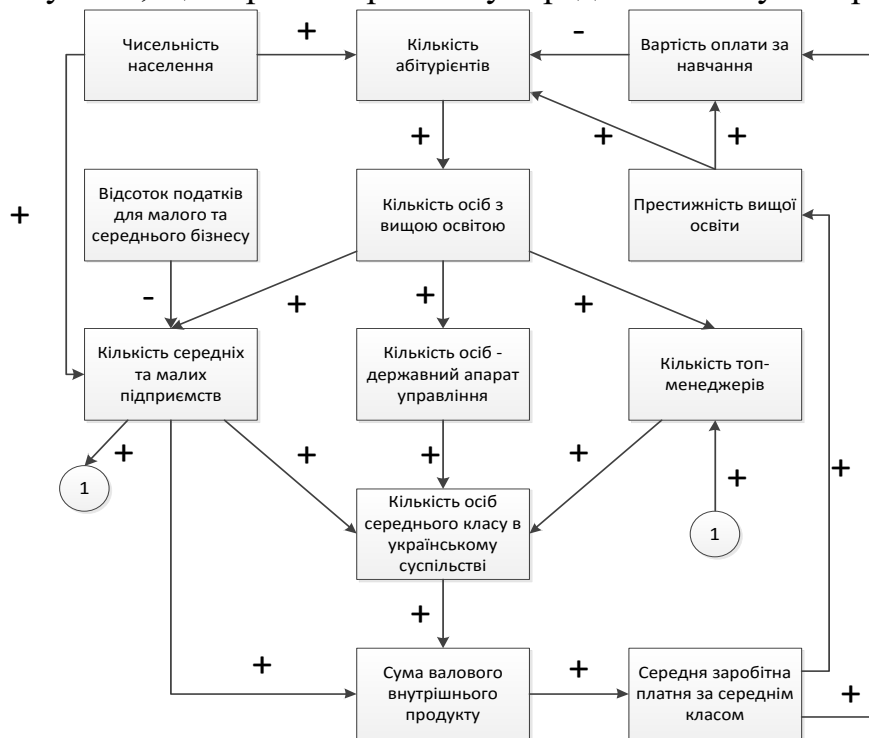 Чисельність
населення
+
Кількість
абітурієнтів
-
Вартість оплати за
навчання
+
+
+
+
Відсоток податків
для малого та
середнього бізнесу
Кількість осіб з
вищою освітою
Престижність вищої
освіти
-
+
+
+
Кількість середніх
та малих
підприємств
Кількість осіб -
державний апарат
управління
Кількість топ-
менеджерів
+
+
+
+
+
+
1
Кількість осіб
середнього класу в
українському
суспільстві
1
+
+
+
Сума валового
внутрішнього
продукту
Середня заробітна
платня за середнім
класом
+